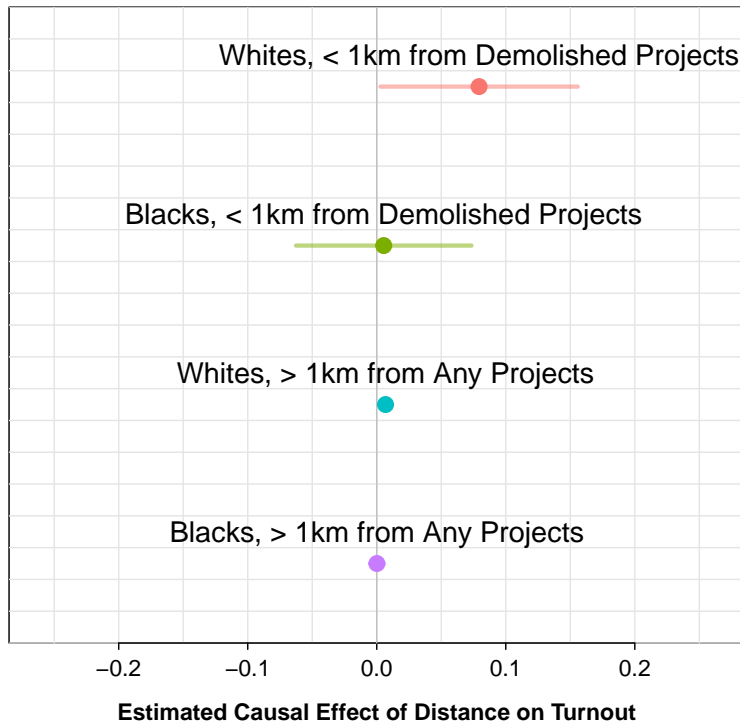 Whites, < 1km from Demolished Projects
Blacks, < 1km from Demolished Projects
Whites, > 1km from Any Projects
Blacks, > 1km from Any Projects
−0.2 −0.1 0.0 0.1 0.2
Estimated Causal Effect of Distance on Turnout